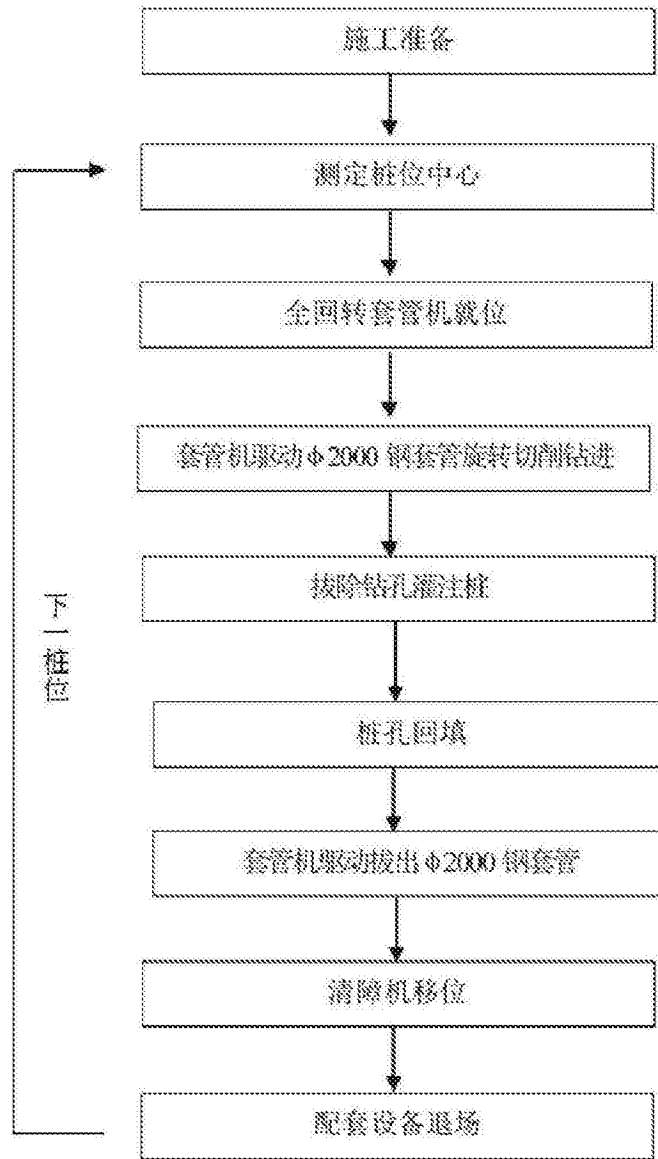 施工准备
测定桩位中心
全回转套管机就位
套管机驱动φ2000钢套管旋转切削钻进
拔除钻孔灌注桩
桩孔回填
套管机驱动拔出φ2000钢套管
清障机移位
配套设备退场
下一桩位